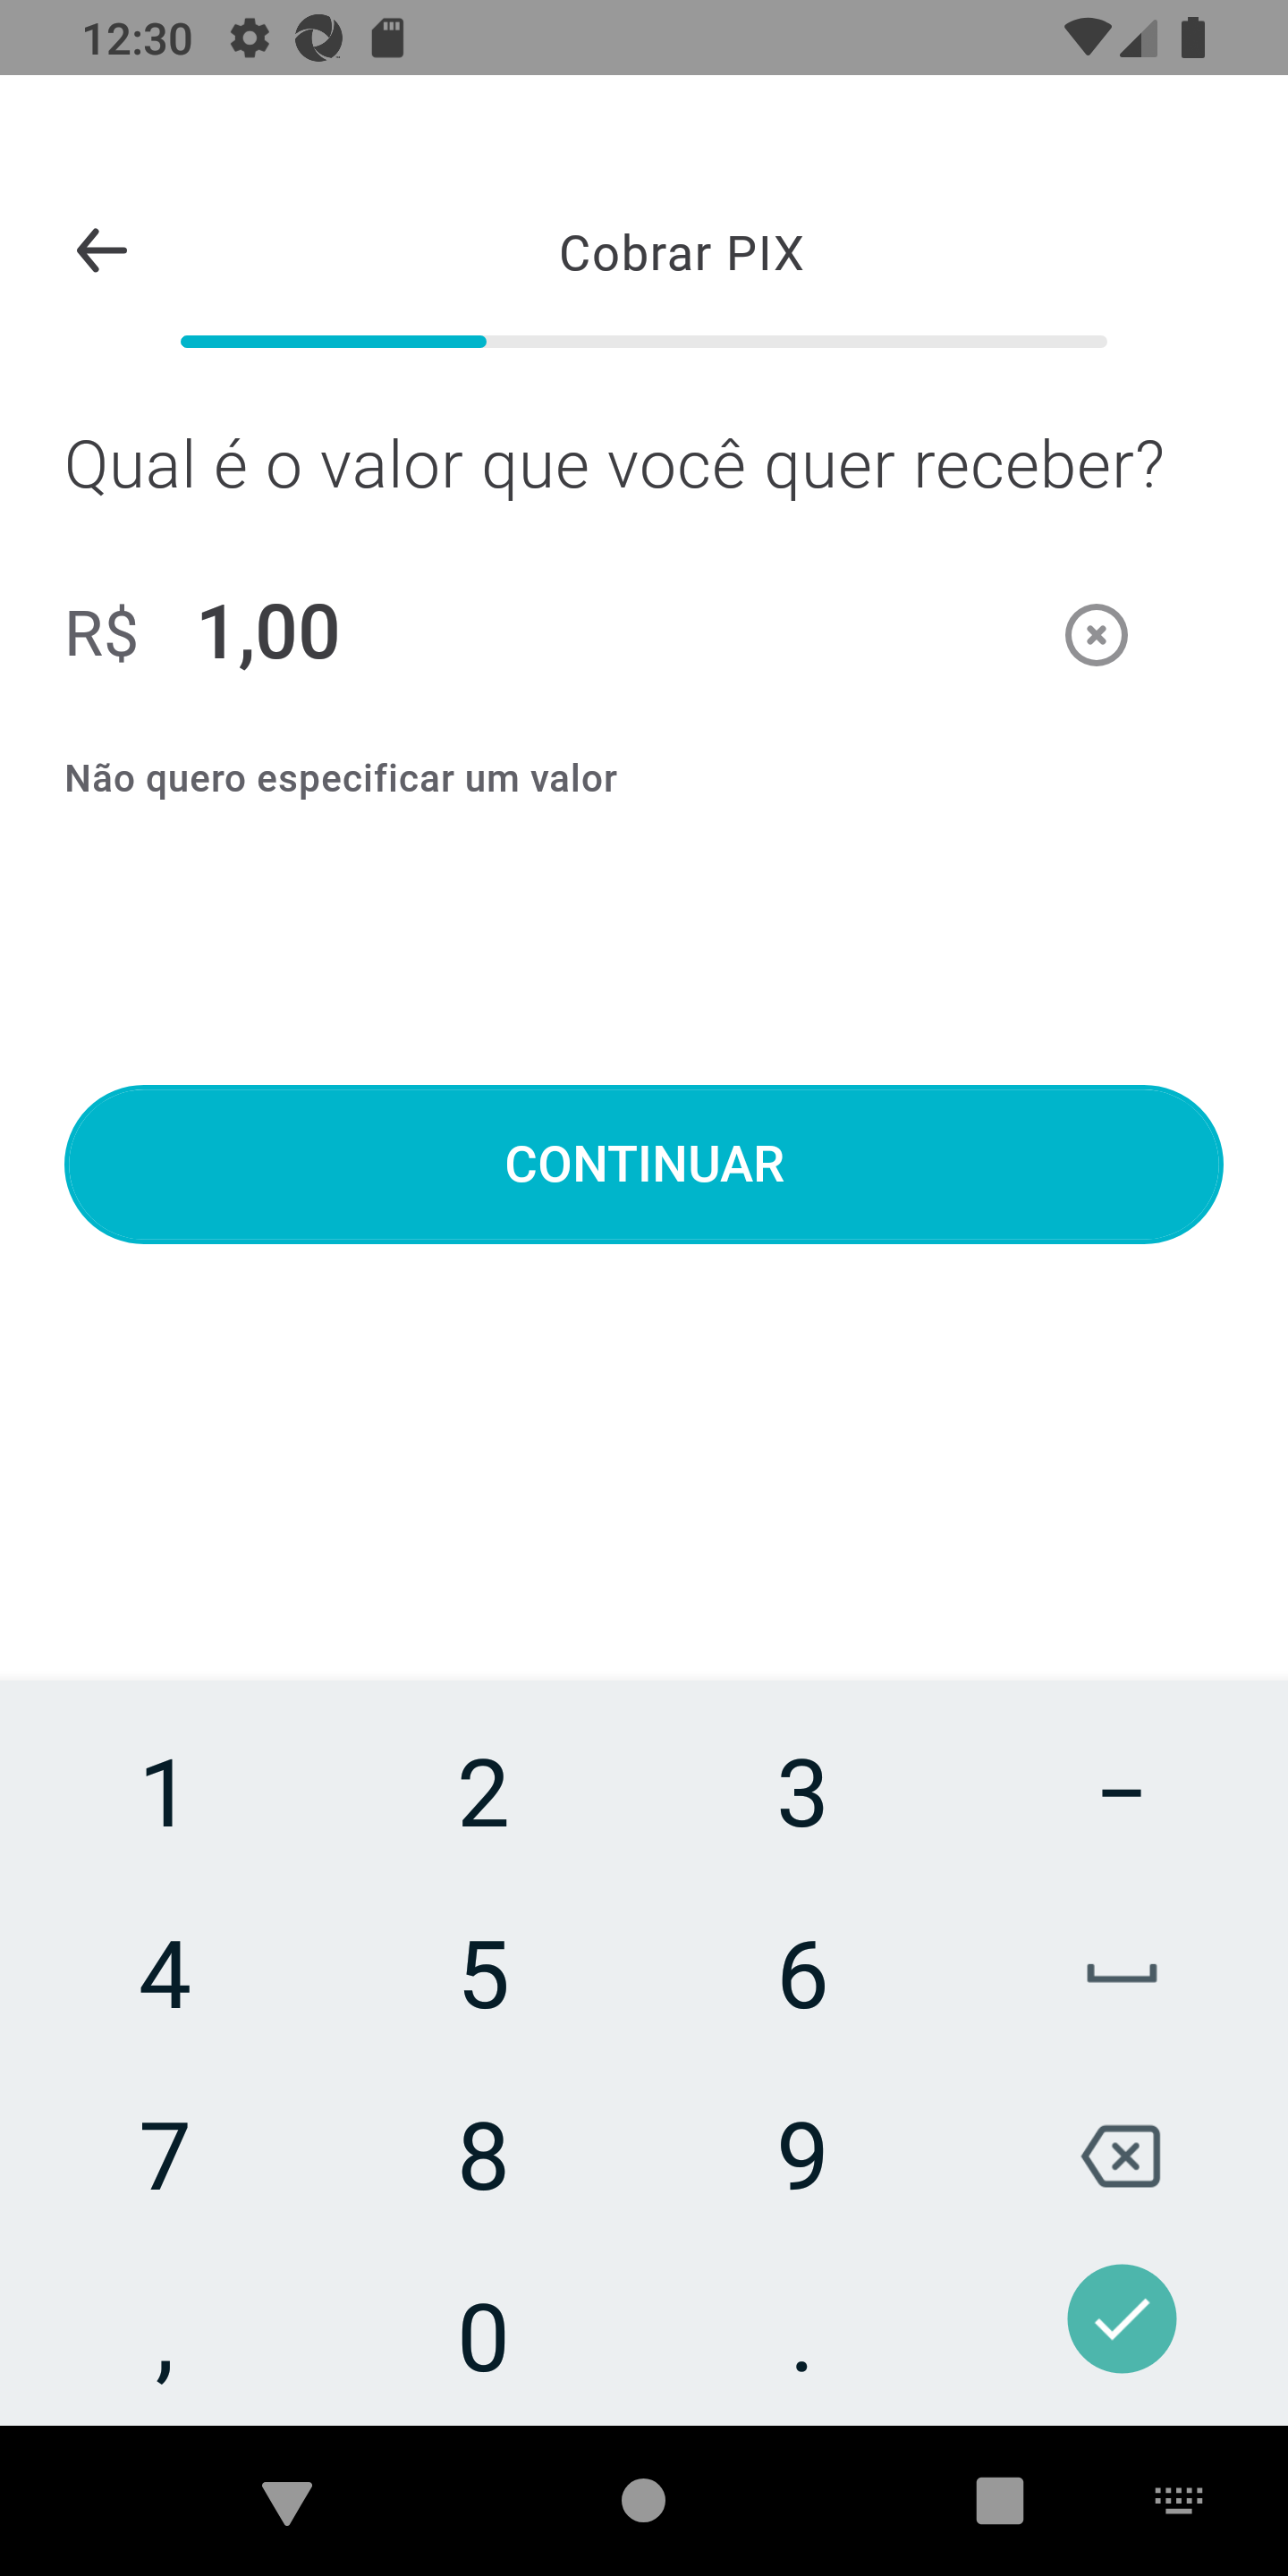 12:30
Cobrar PIX
Qual é o valor que você quer receber?
R$ 1,00
Não quero especificar um valor
CONTINUAR
1 2 3 –
4 5 6
7 8 9
, 0 .